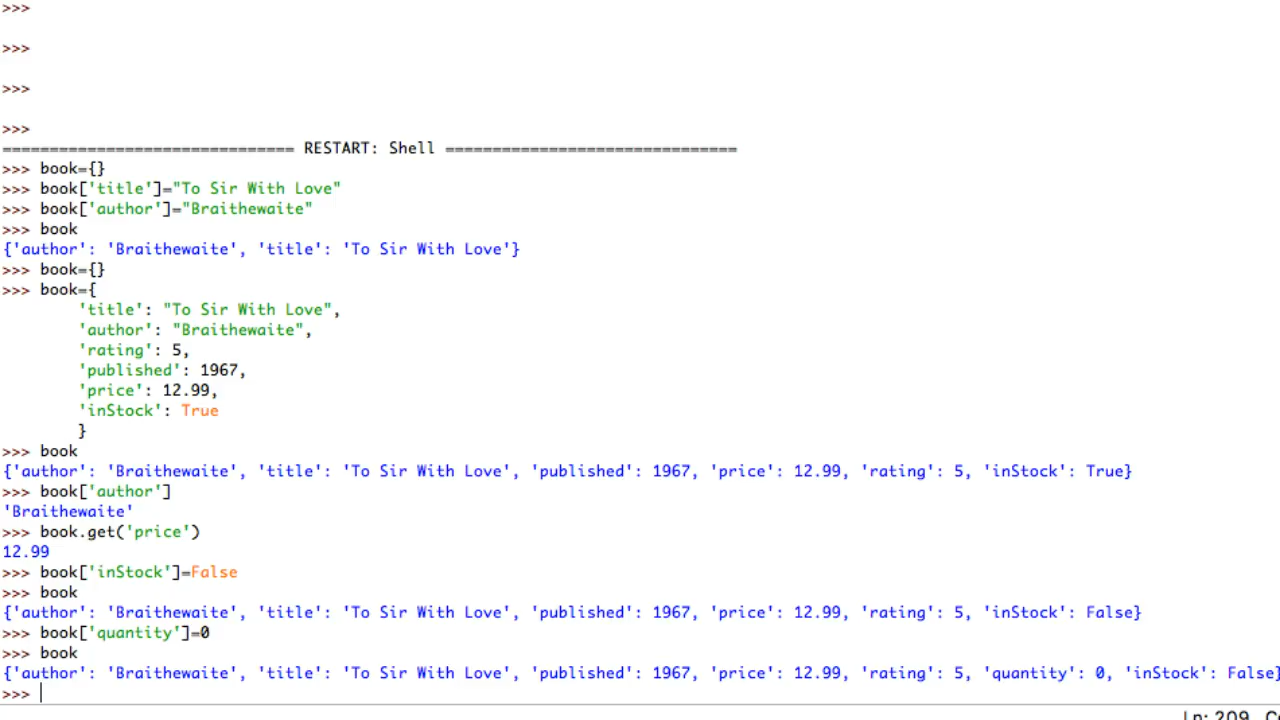 >>>
>>>
>>>
>>>
=============================== RESTART: Shell ===============================
>>> book={}
>>> book['title']="To Sir With Love"
>>> book['author']="Braithewaite"
>>> book
{'author': 'Braithewaite', 'title': 'To Sir With Love'}
>>> book={}
>>> book={
        'title': "To Sir With Love",
        'author': "Braithewaite",
        'rating': 5,
        'published': 1967,
        'price': 12.99,
        'inStock': True
        }
>>> book
{'author': 'Braithewaite', 'title': 'To Sir With Love', 'published': 1967, 'price': 12.99, 'rating': 5, 'inStock': True}
>>> book['author']
'Braithewaite'
>>> book.get('price')
12.99
>>> book['inStock']=False
>>> book
{'author': 'Braithewaite', 'title': 'To Sir With Love', 'published': 1967, 'price': 12.99, 'rating': 5, 'inStock': False}
>>> book['quantity']=0
>>> book
{'author': 'Braithewaite', 'title': 'To Sir With Love', 'published': 1967, 'price': 12.99, 'rating': 5, 'quantity': 0, 'inStock': False}
>>>
Ln: 209